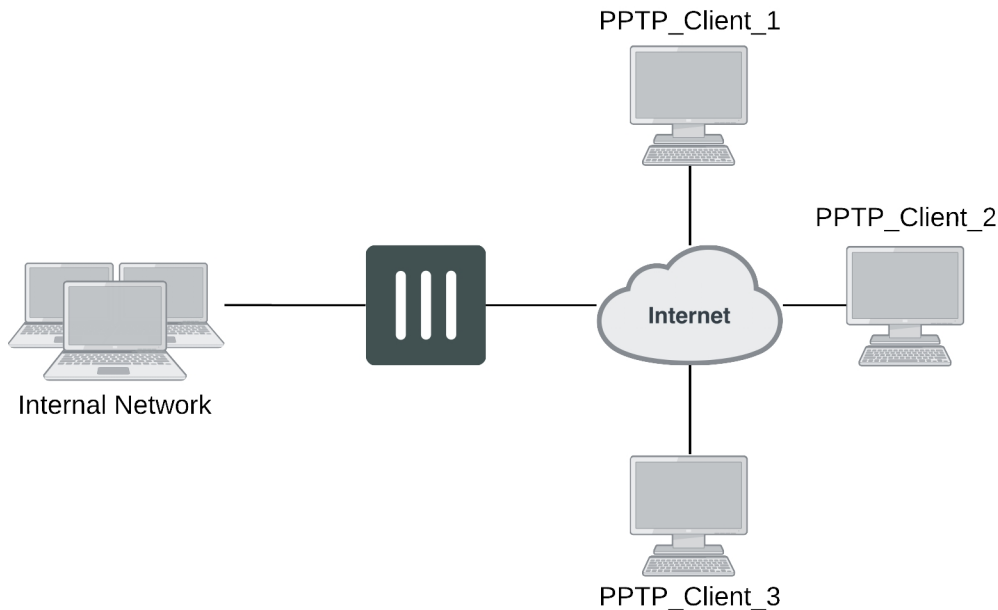 PPTP_Client_1
PPTP_Client_2
Internet
Internal Network
PPTP_Client_3